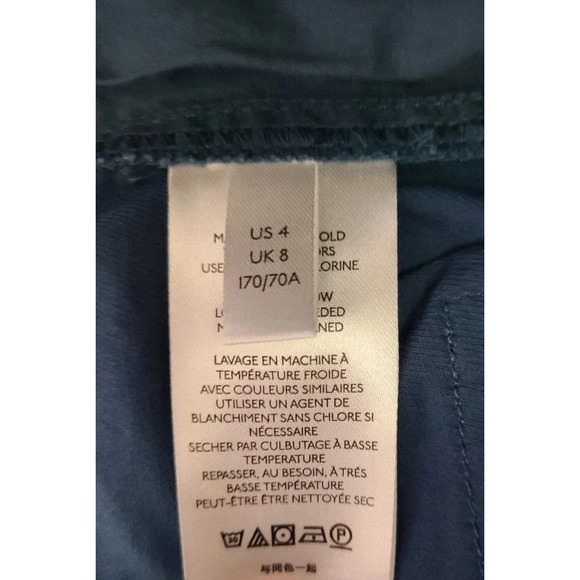 US 4
UK 8
170/70A
OLD
ORS
USE
LORINE
OW
EDED
NED
LAVAGE EN MACHINE À
TEMPÉRATURE FROIDE
AVEC COULEURS SIMILAIRES
UTILISER UN AGENT DE
BLANCHIMENT SANS CHLORE SI
NÉCESSAIRE
SECHER PAR CULBUTAGE À BASSE
TEMPERATURE
REPASSER, AU BESOIN, À TRÉS
BASSE TEMPÉRATURE
PEUT-ÊTRE ÊTRE NETTOYÉE SEC
30 P
与同色一起